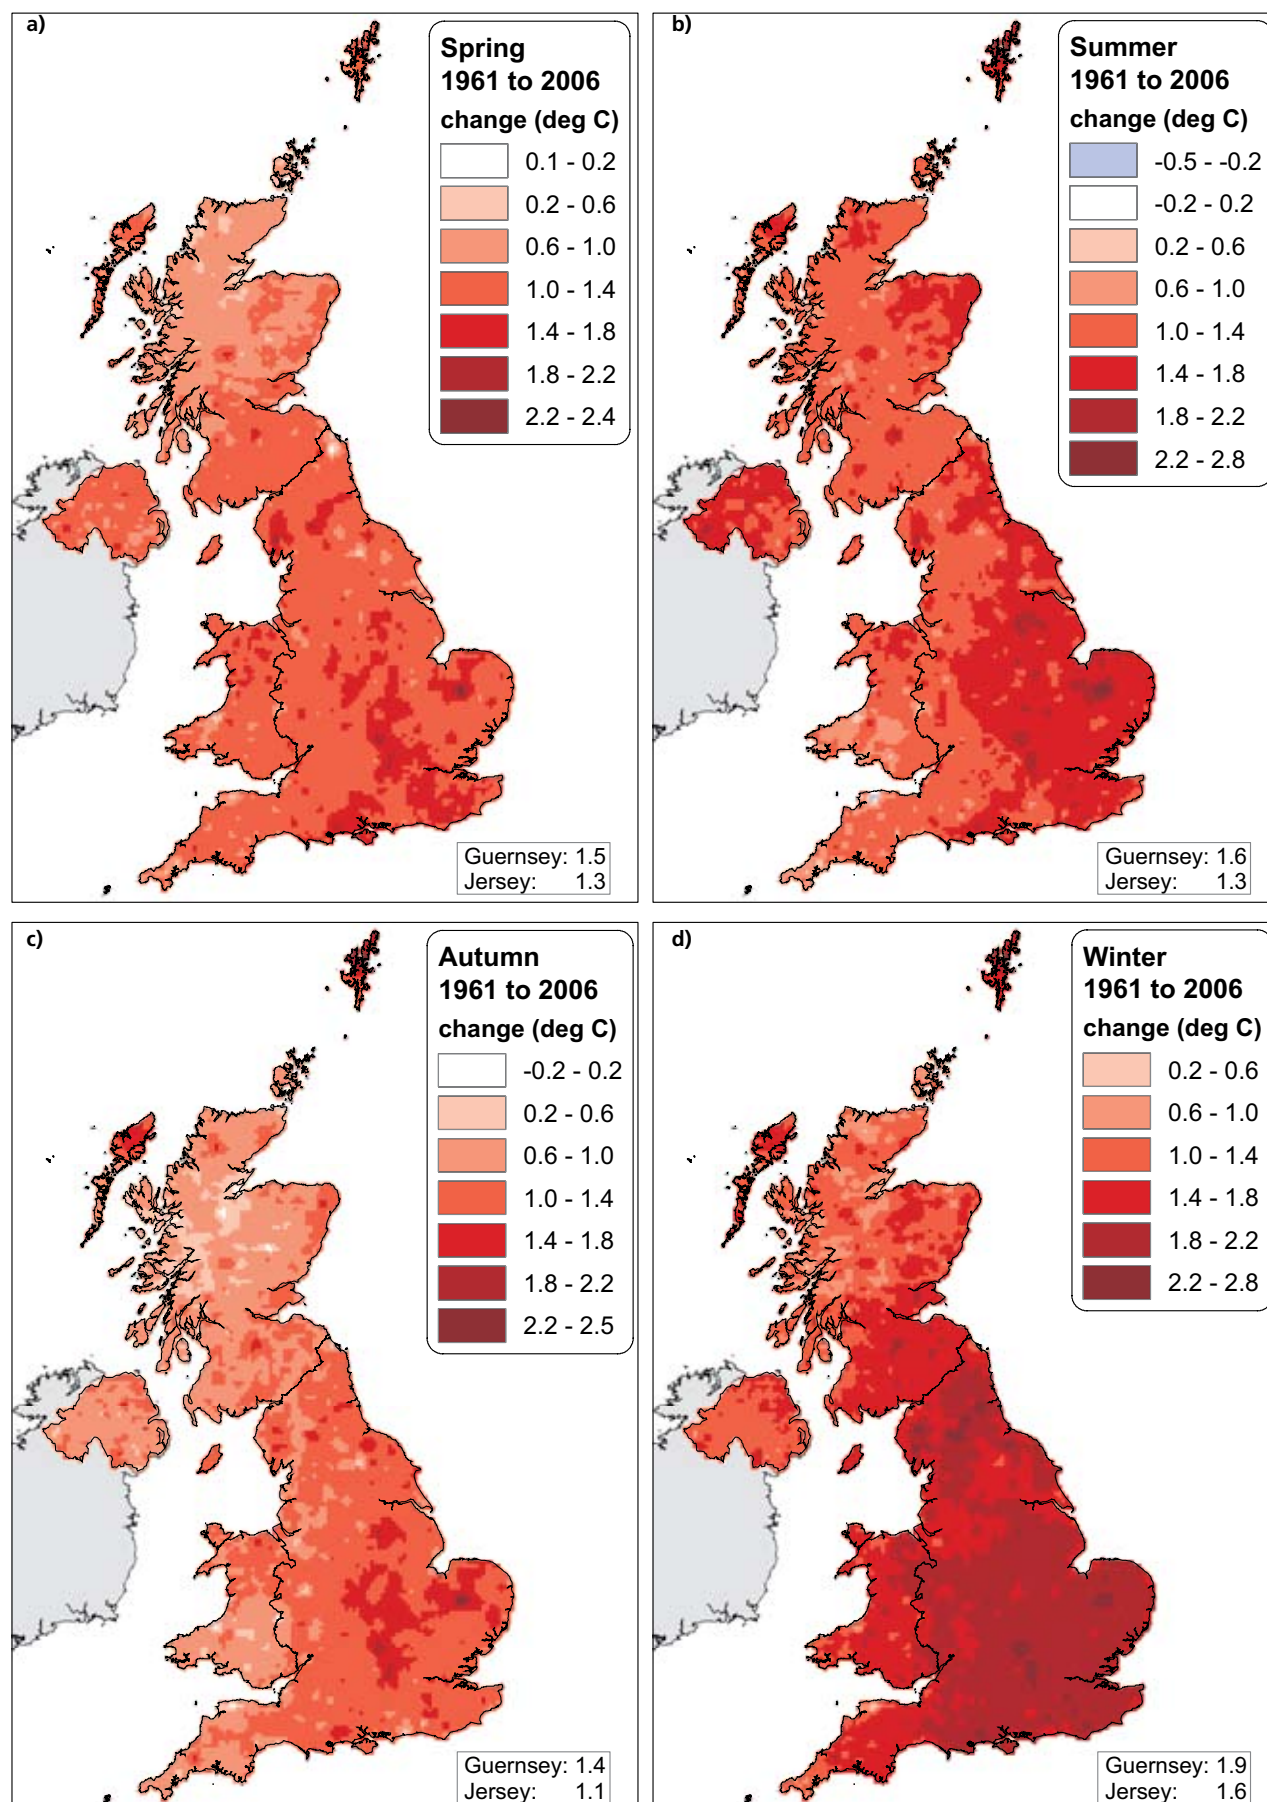 a)
Spring
1961 to 2006
change (deg C)
0.1 - 0.2
0.2 - 0.6
0.6 - 1.0
1.0 - 1.4
1.4 - 1.8
1.8 - 2.2
2.2 - 2.4
Guernsey: 1.5
Jersey: 1.3
b)
Summer
1961 to 2006
change (deg C)
-0.5 - -0.2
-0.2 - 0.2
0.2 - 0.6
0.6 - 1.0
1.0 - 1.4
1.4 - 1.8
1.8 - 2.2
2.2 - 2.8
Guernsey: 1.6
Jersey: 1.3
c)
Autumn
1961 to 2006
change (deg C)
-0.2 - 0.2
0.2 - 0.6
0.6 - 1.0
1.0 - 1.4
1.4 - 1.8
1.8 - 2.2
2.2 - 2.5
Guernsey: 1.4
Jersey: 1.1
d)
Winter
1961 to 2006
change (deg C)
0.2 - 0.6
0.6 - 1.0
1.0 - 1.4
1.4 - 1.8
1.8 - 2.2
2.2 - 2.8
Guernsey: 1.9
Jersey: 1.6